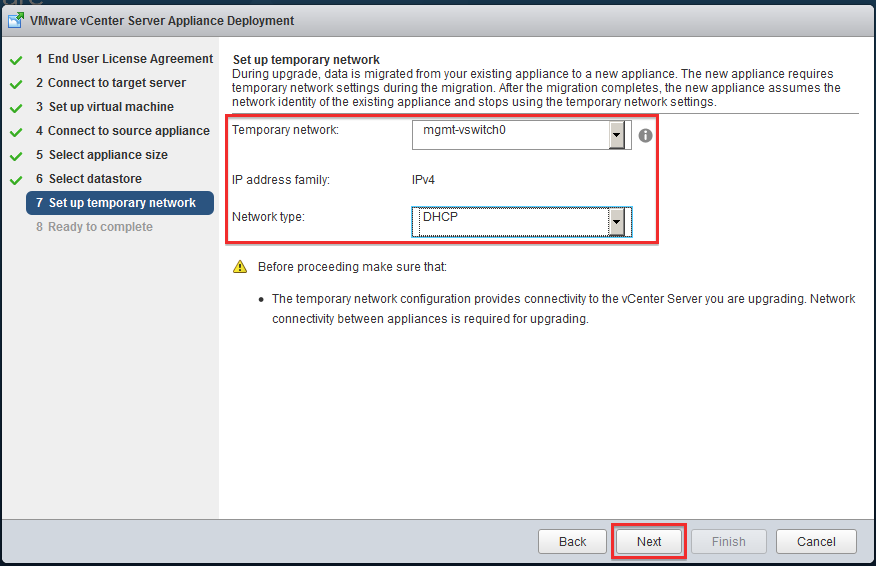 VMware vCenter Server Appliance Deployment
1 End User License Agreement
2 Connect to target server
3 Set up virtual machine
4 Connect to source appliance
5 Select appliance size
6 Select datastore
7 Set up temporary network
8 Ready to complete
Set up temporary network
During upgrade, data is migrated from your existing appliance to a new appliance. The new appliance requires
temporary network settings during the migration. After the migration completes, the new appliance assumes the
network identity of the existing appliance and stops using the temporary network settings.
Temporary network: mgmt-vswitch0
IP address family: IPv4
Network type: DHCP
Before proceeding make sure that:
• The temporary network configuration provides connectivity to the vCenter Server you are upgrading. Network
connectivity between appliances is required for upgrading.
Back Next Finish Cancel